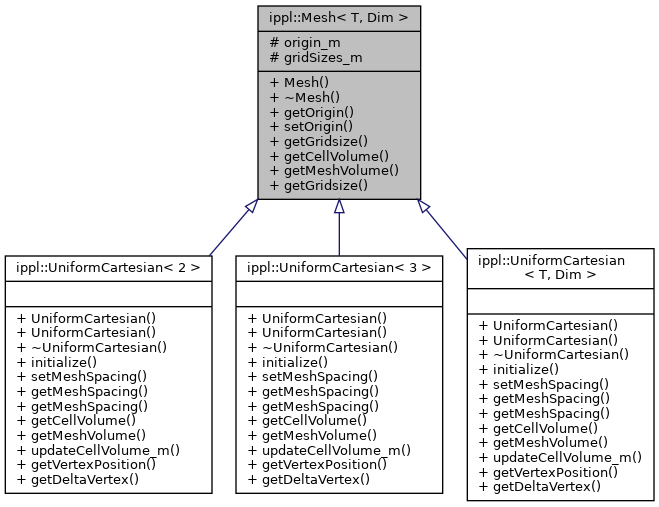 ippl::Mesh< T, Dim >
# origin_m
# gridSizes_m
+ Mesh()
+ ~Mesh()
+ getOrigin()
+ setOrigin()
+ getGridsize()
+ getCellVolume()
+ getMeshVolume()
+ getGridsize()
ippl::UniformCartesian< 2 >
+ UniformCartesian()
+ UniformCartesian()
+ ~UniformCartesian()
+ initialize()
+ setMeshSpacing()
+ getMeshSpacing()
+ getMeshSpacing()
+ getCellVolume()
+ getMeshVolume()
+ updateCellVolume_m()
+ getVertexPosition()
+ getDeltaVertex()
ippl::UniformCartesian< 3 >
+ UniformCartesian()
+ UniformCartesian()
+ ~UniformCartesian()
+ initialize()
+ setMeshSpacing()
+ getMeshSpacing()
+ getMeshSpacing()
+ getCellVolume()
+ getMeshVolume()
+ updateCellVolume_m()
+ getVertexPosition()
+ getDeltaVertex()
ippl::UniformCartesian
< T, Dim >
+ UniformCartesian()
+ UniformCartesian()
+ ~UniformCartesian()
+ initialize()
+ setMeshSpacing()
+ getMeshSpacing()
+ getMeshSpacing()
+ getCellVolume()
+ getMeshVolume()
+ updateCellVolume_m()
+ getVertexPosition()
+ getDeltaVertex()